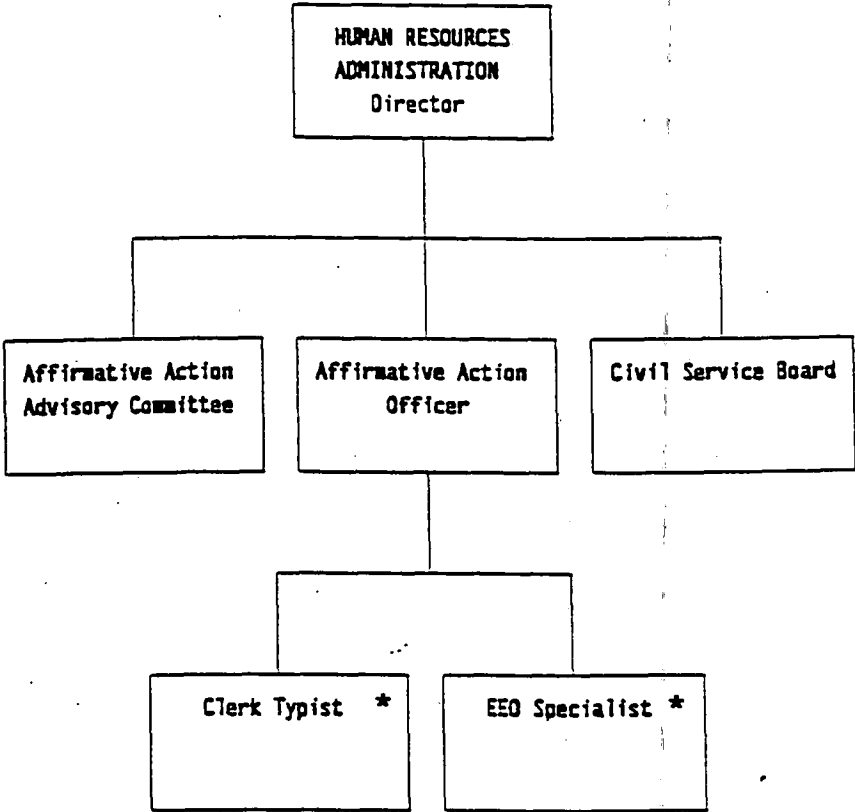 HUMAN RESOURCES
ADMINISTRATION
Director
Affirmative Action
Advisory Committee
Affirmative Action
Officer
Civil Service Board
Clerk Typist *
EEO Specialist *